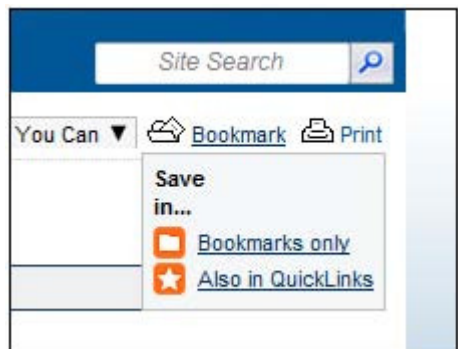 Site Search
You Can ▼ Bookmark Print
Save
in...
Bookmarks only
Also in QuickLinks